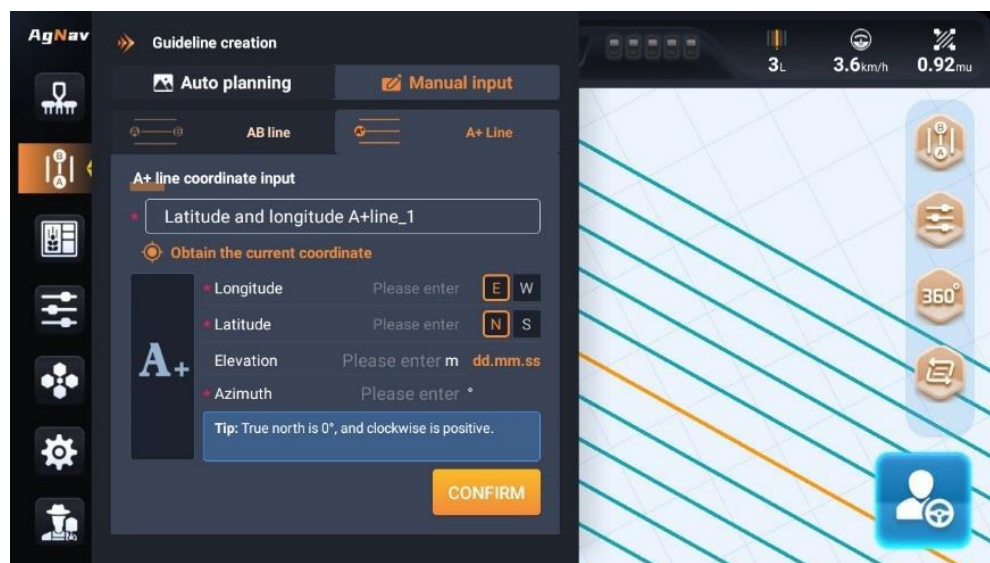 AgNav
Guideline creation
Auto planning
Manual input
A B AB line
A+ A+ Line
A+ line coordinate input
* Latitude and longitude A+line_1
Obtain the current coordinate
A+
* Longitude Please enter E W
* Latitude Please enter N S
Elevation Please enter m dd.mm.ss
* Azimuth Please enter °
Tip: True north is 0°, and clockwise is positive.
CONFIRM
3L
3.6km/h
0.92mu
B
A
B
A
360°